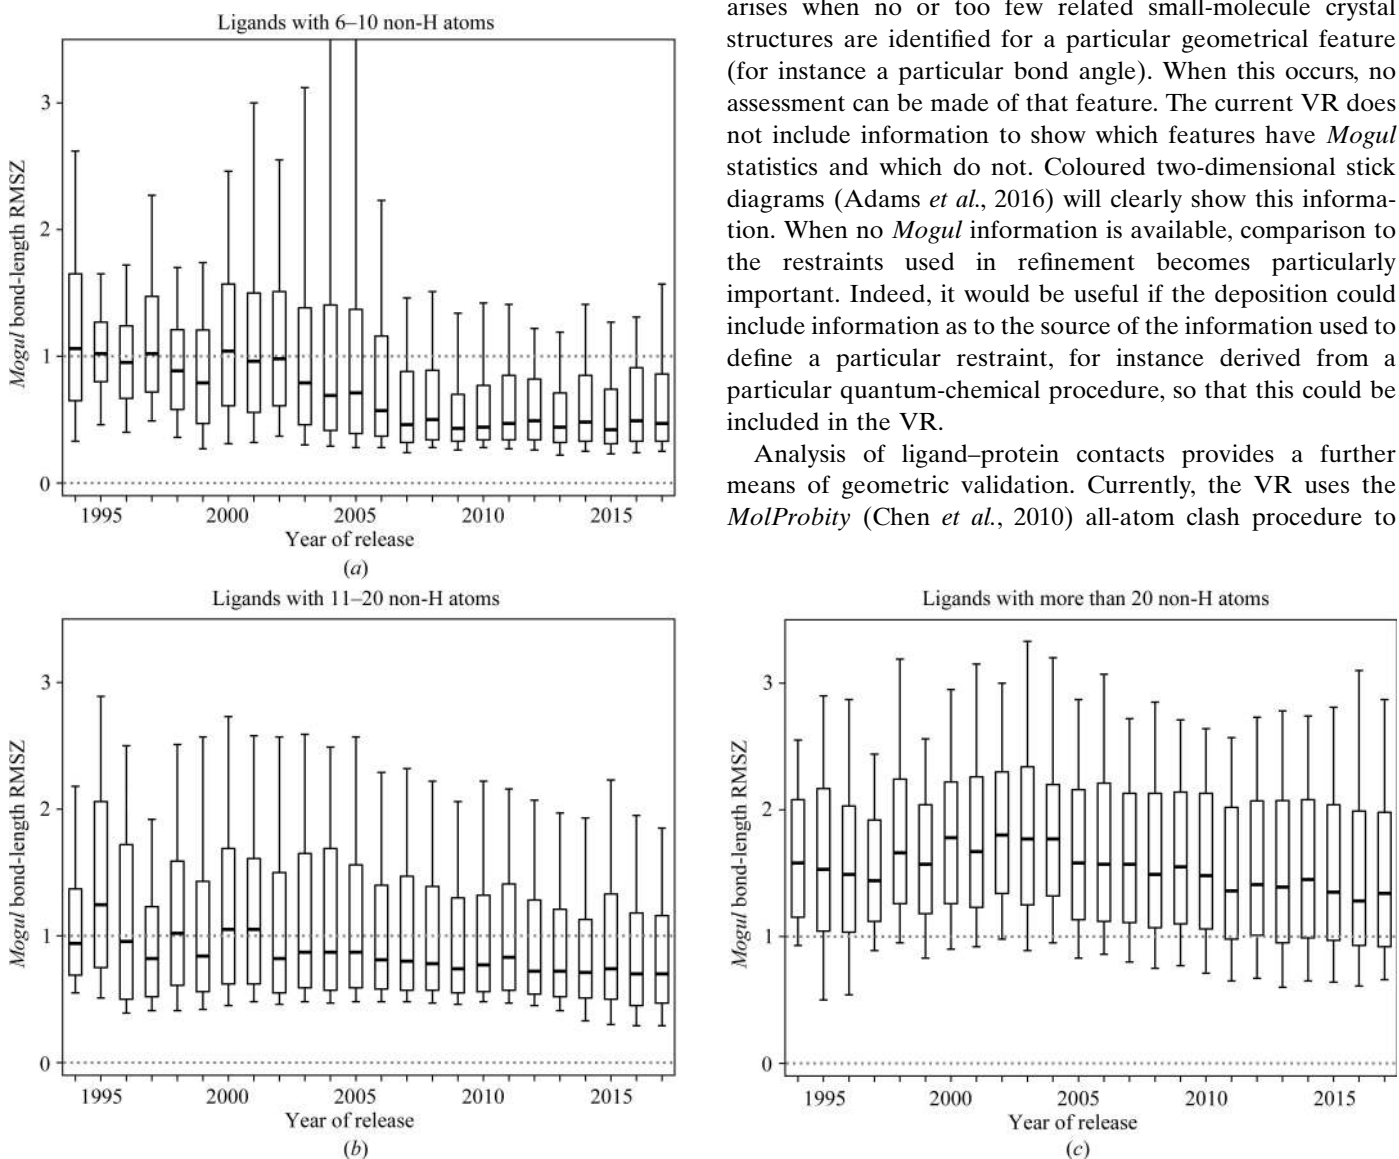 Ligands with 6–10 non-H atoms
3
2
1
0
Mogul bond-length RMSZ
1995 2000 2005 2010 2015
Year of release
(a)
arises when no or too few related small-molecule crystal
structures are identified for a particular geometrical feature
(for instance a particular bond angle). When this occurs, no
assessment can be made of that feature. The current VR does
not include information to show which features have Mogul
statistics and which do not. Coloured two-dimensional stick
diagrams (Adams et al., 2016) will clearly show this informa-
tion. When no Mogul information is available, comparison to
the restraints used in refinement becomes particularly
important. Indeed, it would be useful if the deposition could
include information as to the source of the information used to
define a particular restraint, for instance derived from a
particular quantum-chemical procedure, so that this could be
included in the VR.
Analysis of ligand–protein contacts provides a further
means of geometric validation. Currently, the VR uses the
MolProbity (Chen et al., 2010) all-atom clash procedure to
Ligands with 11–20 non-H atoms
3
2
1
0
Mogul bond-length RMSZ
1995 2000 2005 2010 2015
Year of release
(b)
Ligands with more than 20 non-H atoms
3
2
1
0
Mogul bond-length RMSZ
1995 2000 2005 2010 2015
Year of release
(c)